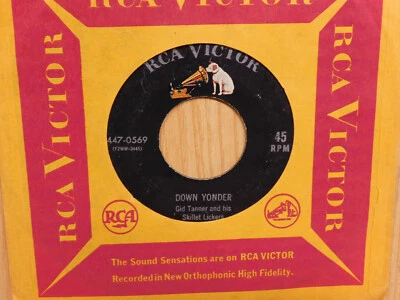 RCA VICTOR
RCA VICTOR
RCA VICTOR
RCA VICTOR
447-0569
45
RPM
DOWN YONDER
Gid Tanner and his
Skillet Lickers
RCA
The Sound Sensations are on RCA VICTOR
Recorded in New Orthophonic High Fidelity.